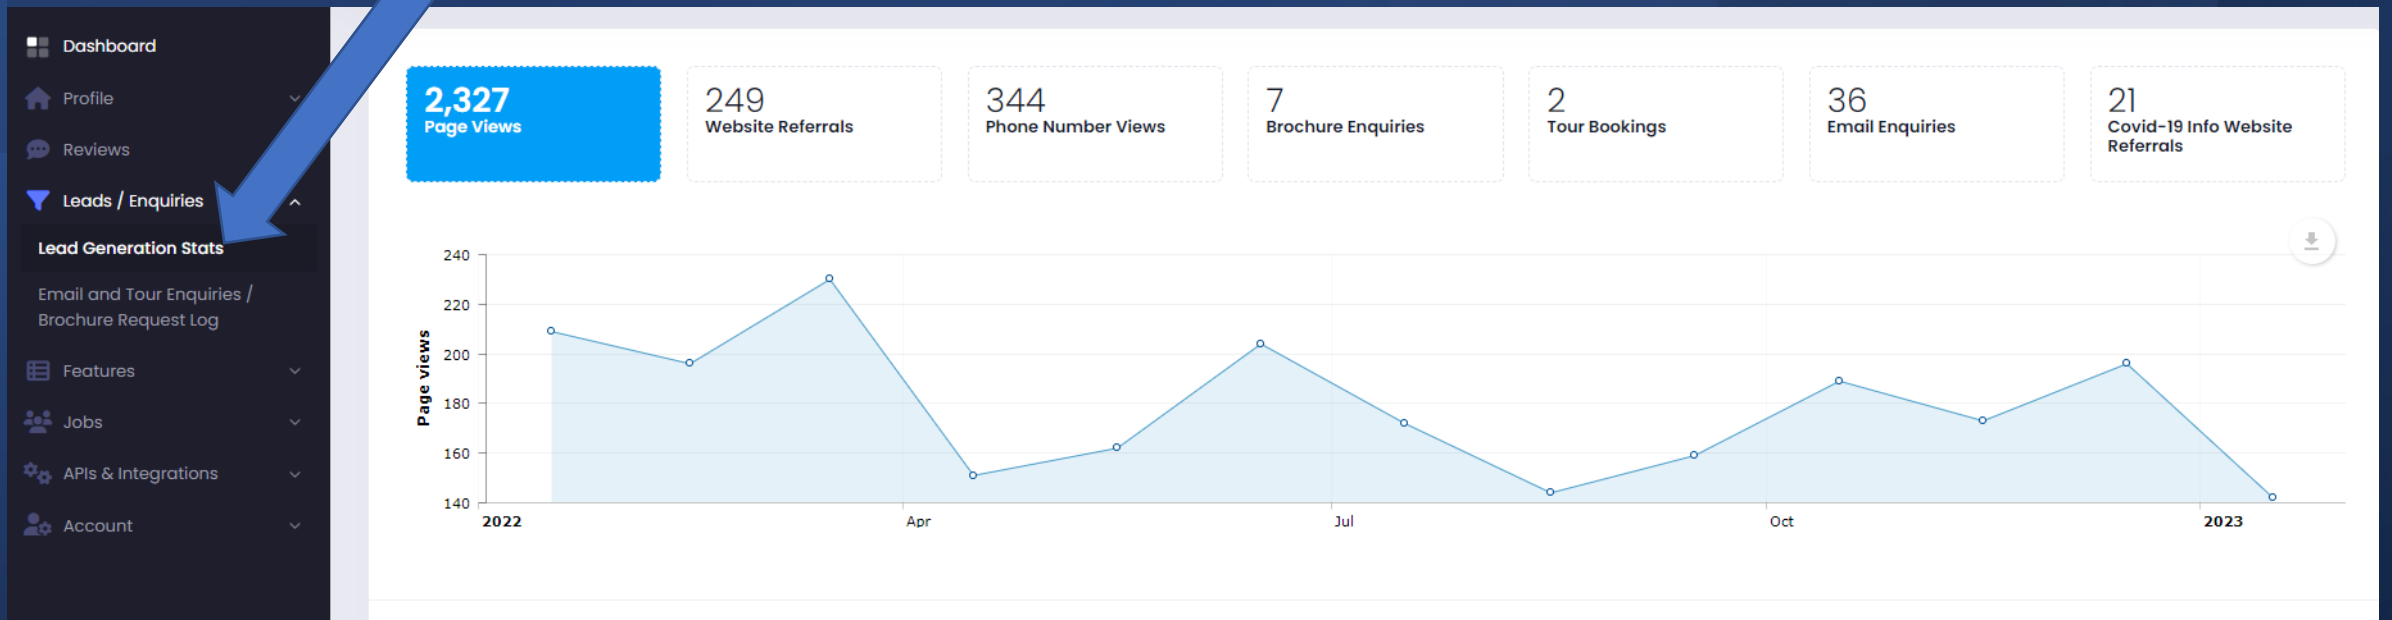 Dashboard
Profile
Reviews
Leads / Enquiries
Lead Generation Stats
Email and Tour Enquiries /
Brochure Request Log
Features
Jobs
APIs & Integrations
Account
2,327
Page Views
249
Website Referrals
344
Phone Number Views
7
Brochure Enquiries
2
Tour Bookings
36
Email Enquiries
21
Covid-19 Info Website
Referrals
Page views
240
220
200
180
160
140
2022
Apr
Jul
Oct
2023